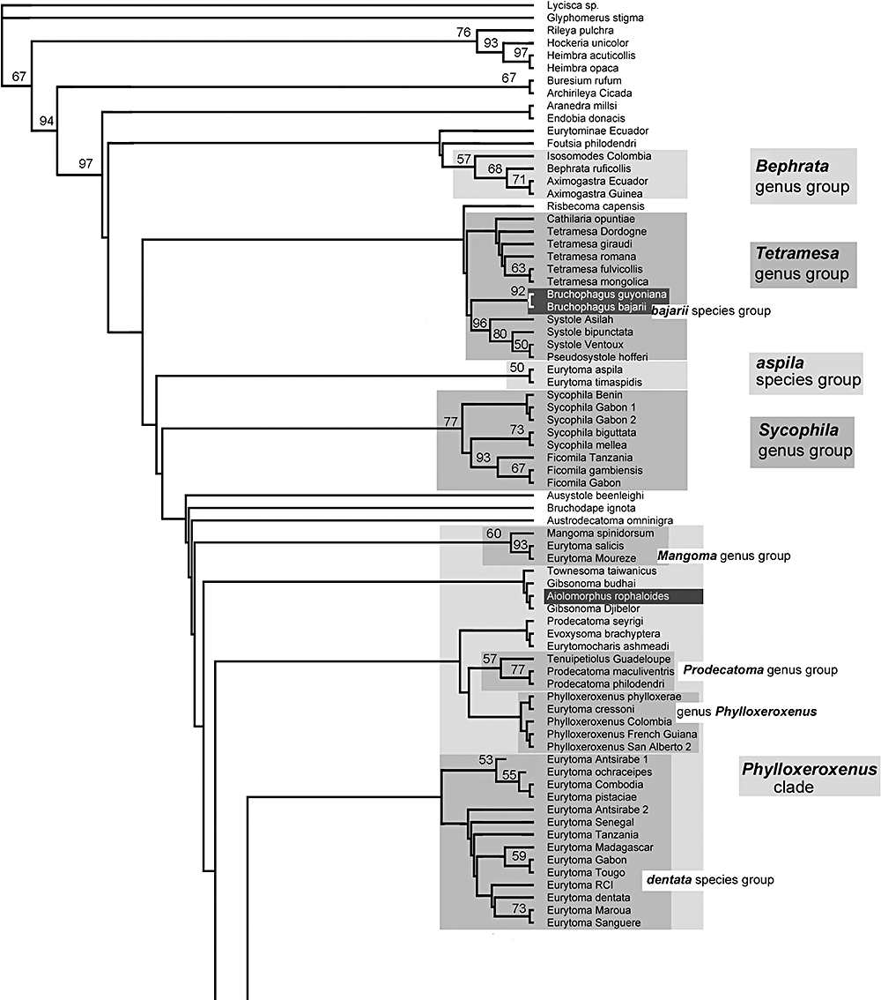 Lycisca sp.
Glyphomerus stigma
76 Rileya pulchra
93 Hockeria unicolor
97 Heimbra acuticollis
Heimbra opaca
67
67 Buresium rufum
Archirileya Cicada
Aranedra millsi
94 Endobia donacis
Eurytominae Ecuador
Foutsia philodendri
97 57 Isosomodes Colombia
68 Bephrata ruficollis
71 Aximogastra Ecuador
Aximogastra Guinea
Bephrata
genus group
Risbecoma capensis
Cathilaria opuntiae
Tetramesa Dordogne
Tetramesa giraudi
Tetramesa romana
63 Tetramesa fulvicollis
Tetramesa mongolica
Tetramesa
genus group
92 Bruchophagus guyoniana
Bruchophagus bajarii bajarii species group
96 Systole Asilah
80 Systole bipunctata
50 Systole Ventoux
Pseudosystole hofferi
50 Eurytoma aspila
Eurytoma timaspidis
aspila
species group
Sycophila Benin
Sycophila Gabon 1
77 Sycophila Gabon 2
73 Sycophila biguttata
Sycophila mellea
93 Ficomila Tanzania
67 Ficomila gambiensis
Ficomila Gabon
Sycophila
genus group
Ausystole beenleighi
Bruchodape ignota
Austrodecatoma omninigra
60 Mangoma spinidorsum
93 Eurytoma salicis
Eurytoma Moureze
Mangoma genus group
Townesoma taiwanicus
Gibsonoma budhai
Aiolomorphus rophaloides
Gibsonoma Djibelor
Prodecatoma seyrigi
Evoxysoma brachyptera
Eurytomocharis ashmeadi
57 Tenuipetiolus Guadeloupe
77 Prodecatoma maculiventris
Prodecatoma philodendri
Prodecatoma genus group
Phylloxeroxenus phylloxerae
Eurytoma cressoni
genus Phylloxeroxenus
Phylloxeroxenus Colombia
Phylloxeroxenus French Guiana
Phylloxeroxenus San Alberto 2
53 Eurytoma Antsirabe 1
55 Eurytoma ochraceipes
Eurytoma Combodia
Eurytoma pistaciae
Phylloxeroxenus
clade
Eurytoma Antsirabe 2
Eurytoma Senegal
Eurytoma Tanzania
Eurytoma Madagascar
59 Eurytoma Gabon
Eurytoma Tougo
dentata species group
Eurytoma RCI
Eurytoma dentata
73 Eurytoma Maroua
Eurytoma Sanguere